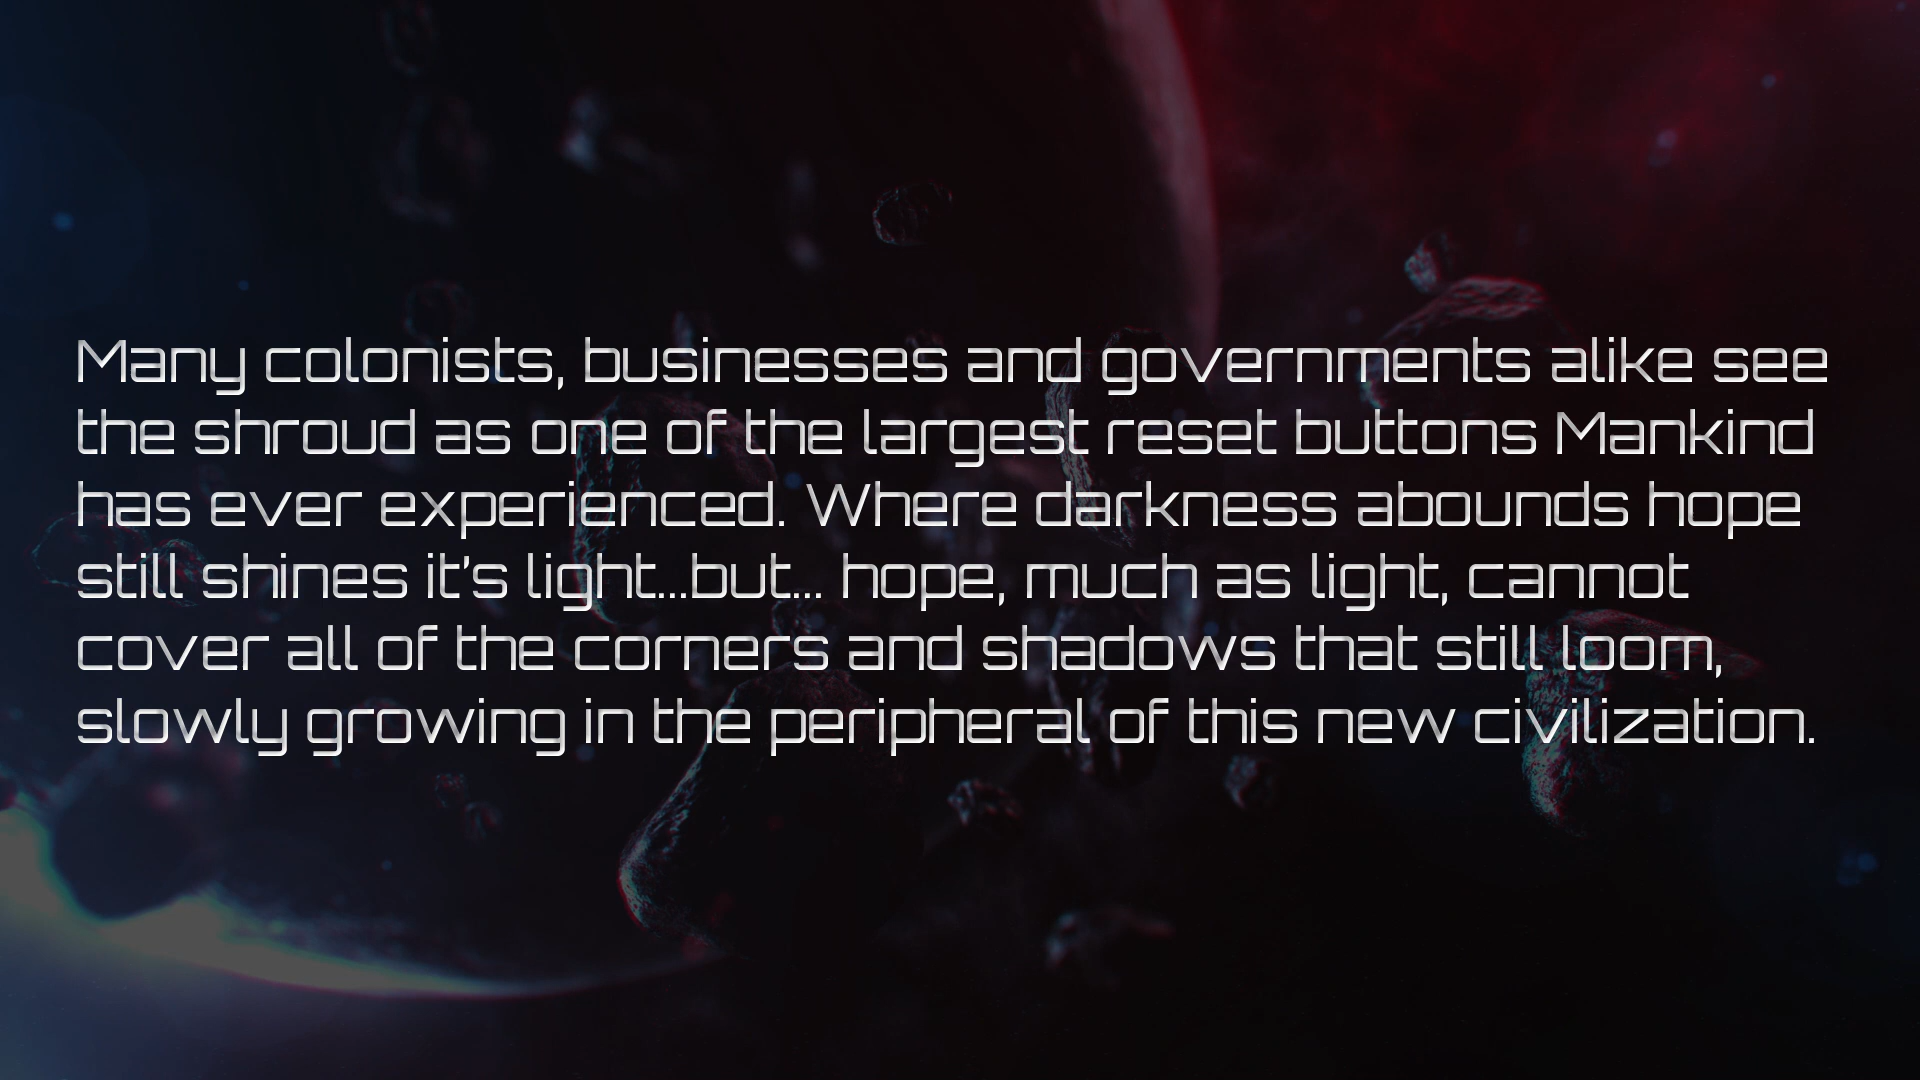 Many colonists, businesses and governments alike see
the shroud as one of the largest reset buttons Mankind
has ever experienced. Where darkness abounds hope
still shines it's light...but... hope, much as light, cannot
cover all of the corners and shadows that still loom,
slowly growing in the peripheral of this new civilization.